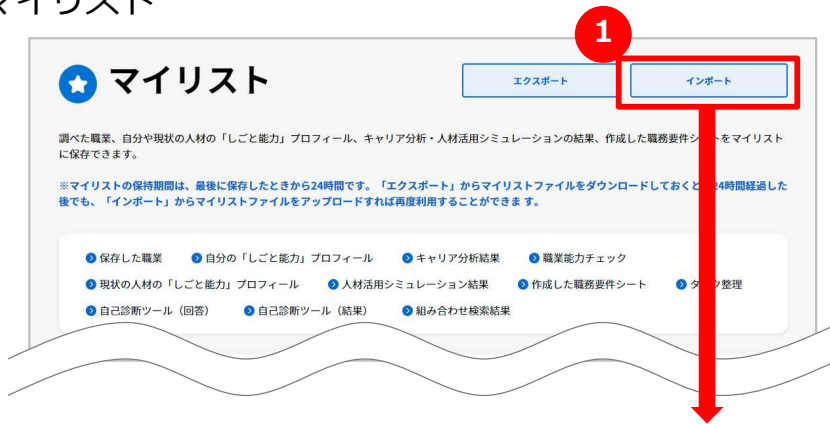 マイリスト
1
マイリスト
エクスポート
インポート
調べた職業、自分や現状の人材の「しごと能力」プロフィール、キャリア分析・人材活用シミュレーションの結果、作成した職務要件シートをマイリスト
に保存できます。
※マイリストの保持期間は、最後に保存したときから24時間です。「エクスポート」からマイリストファイルをダウンロードしておくと、24時間経過した
後でも、「インポート」からマイリストファイルをアップロードすれば再度利用することができます。
保存した職業 自分の「しごと能力」プロフィール キャリア分析結果 職業能力チェック
現状の人材の「しごと能力」プロフィール 人材活用シミュレーション結果 作成した職務要件シート タスク整理
自己診断ツール（回答） 自己診断ツール（結果） 組み合わせ検索結果